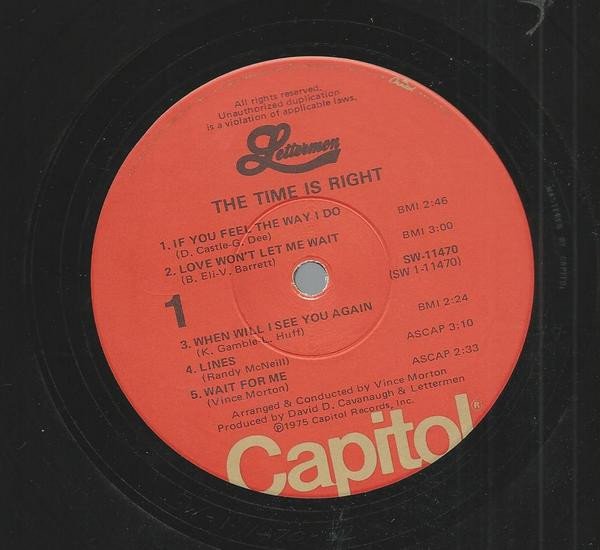 All rights reserved.
Unauthorized duplication
is a violation of applicable laws.
Lettermen
THE TIME IS RIGHT
1. IF YOU FEEL THE WAY I DO BMI 2:46
(D. Castle-G. Dee)
2. LOVE WON'T LET ME WAIT BMI 3:00
(B. Eli-V. Barrett)
SW-11470
(SW 1-11470)
1
3. WHEN WILL I SEE YOU AGAIN BMI 2:24
(K. Gamble-L. Huff)
4. LINES ASCAP 3:10
(Randy McNeill)
5. WAIT FOR ME ASCAP 2:33
(Vince Morton)
Arranged & Conducted by Vince Morton
Produced by David D. Cavanaugh & Lettermen
℗1975 Capitol Records, Inc.
Capitol®
MASTERED BY CAPITOL